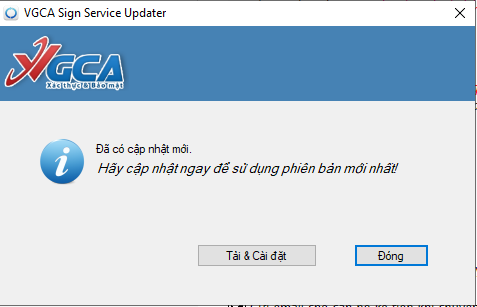 VGCA Sign Service Updater
VGCA
Xác thực & Bảo mật
Đã có cập nhật mới.
Hãy cập nhật ngay để sử dụng phiên bản mới nhất!
Tải & Cài đặt
Đóng